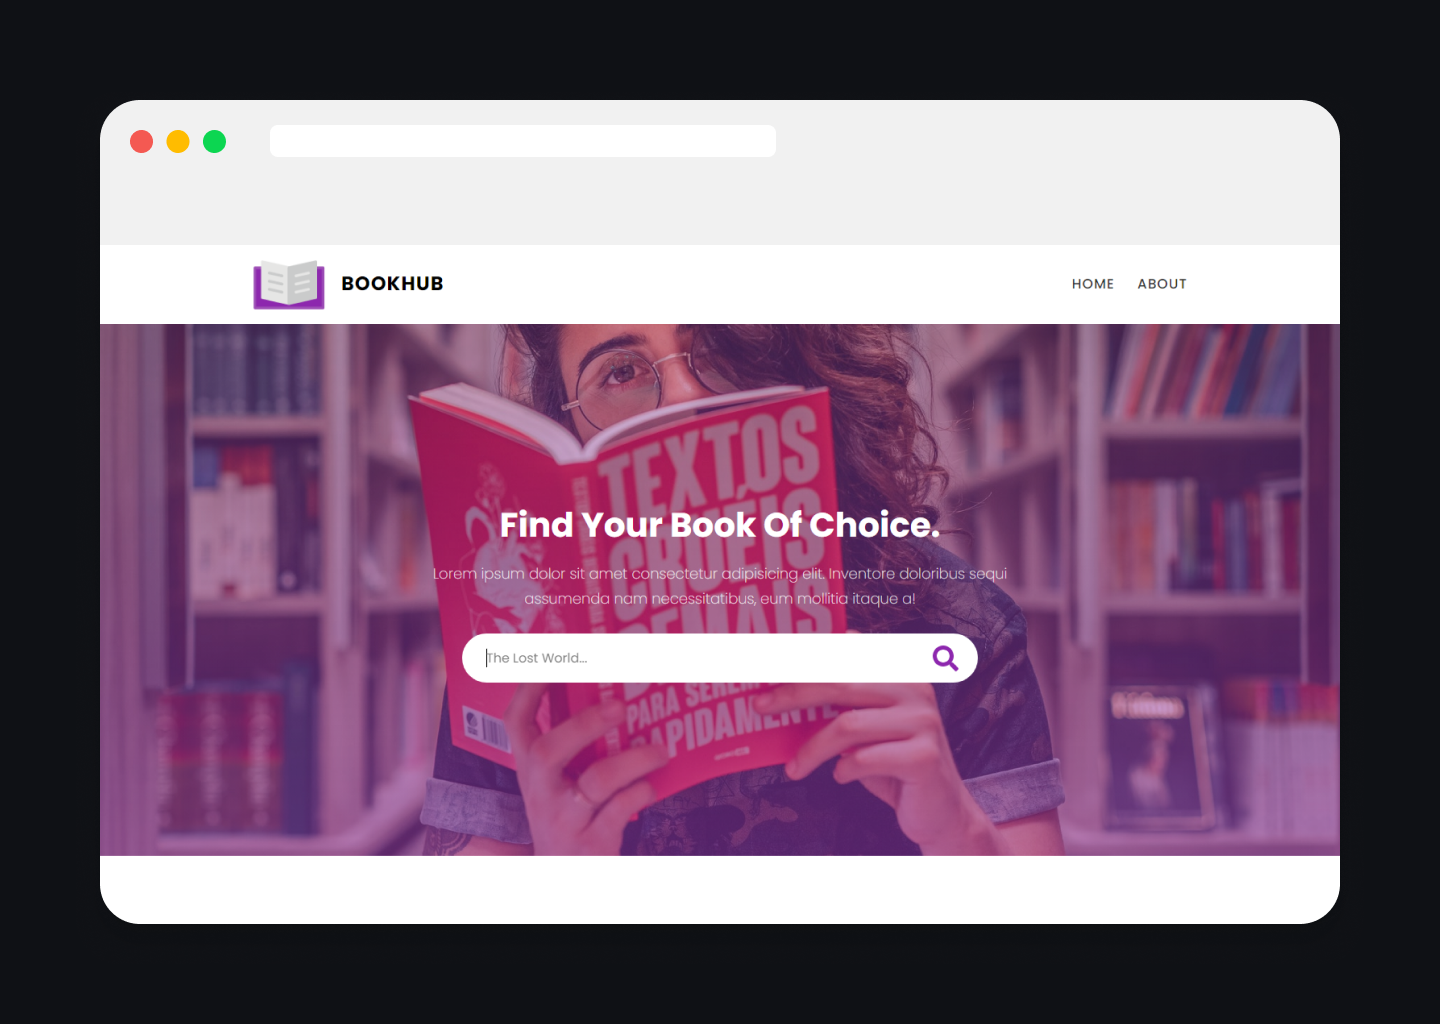 BOOKHUB
HOME ABOUT
TEXTOS
CRUÉIS
DEMAIS
Find Your Book Of Choice.
Lorem ipsum dolor sit amet consectetur adipisicing elit. Inventore doloribus sequi
assumenda nam necessitatibus, eum mollitia itaque a!
The Lost World...
PARA SEREM
RAPIDAMENTE